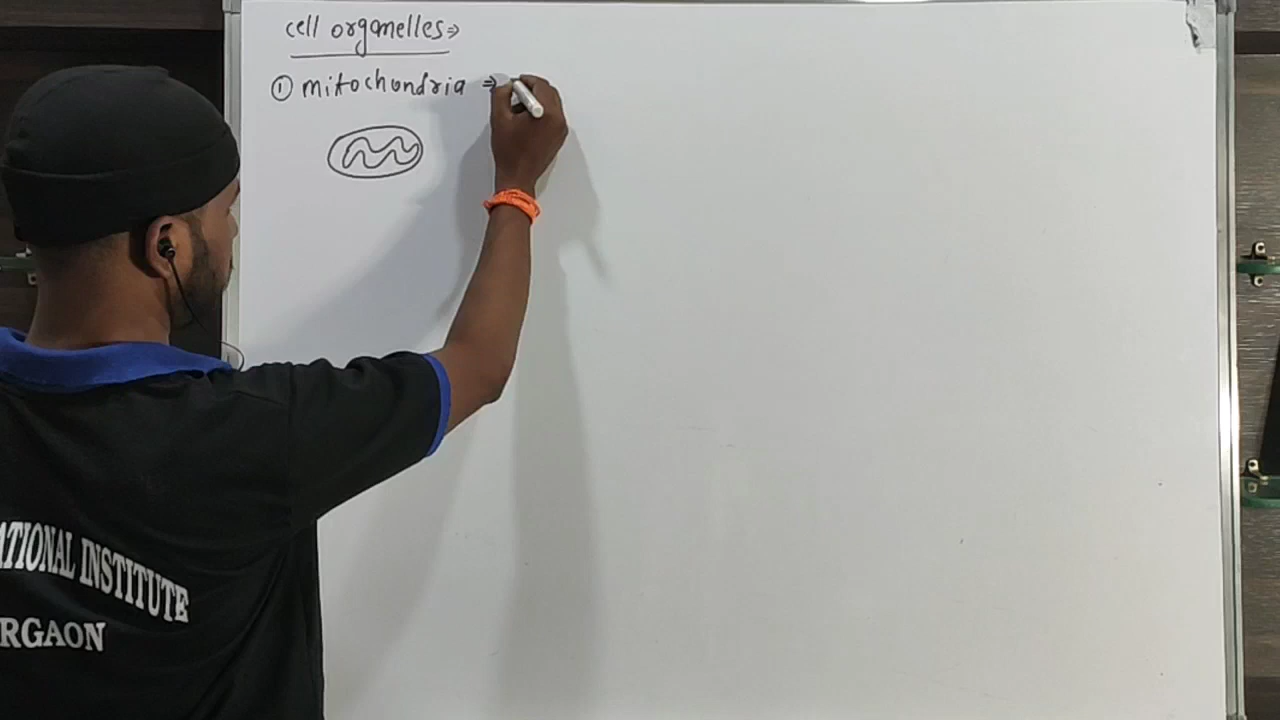 cell organelles⇒
① mitochondria ⇒
ATIONAL INSTITUTE
RGAON